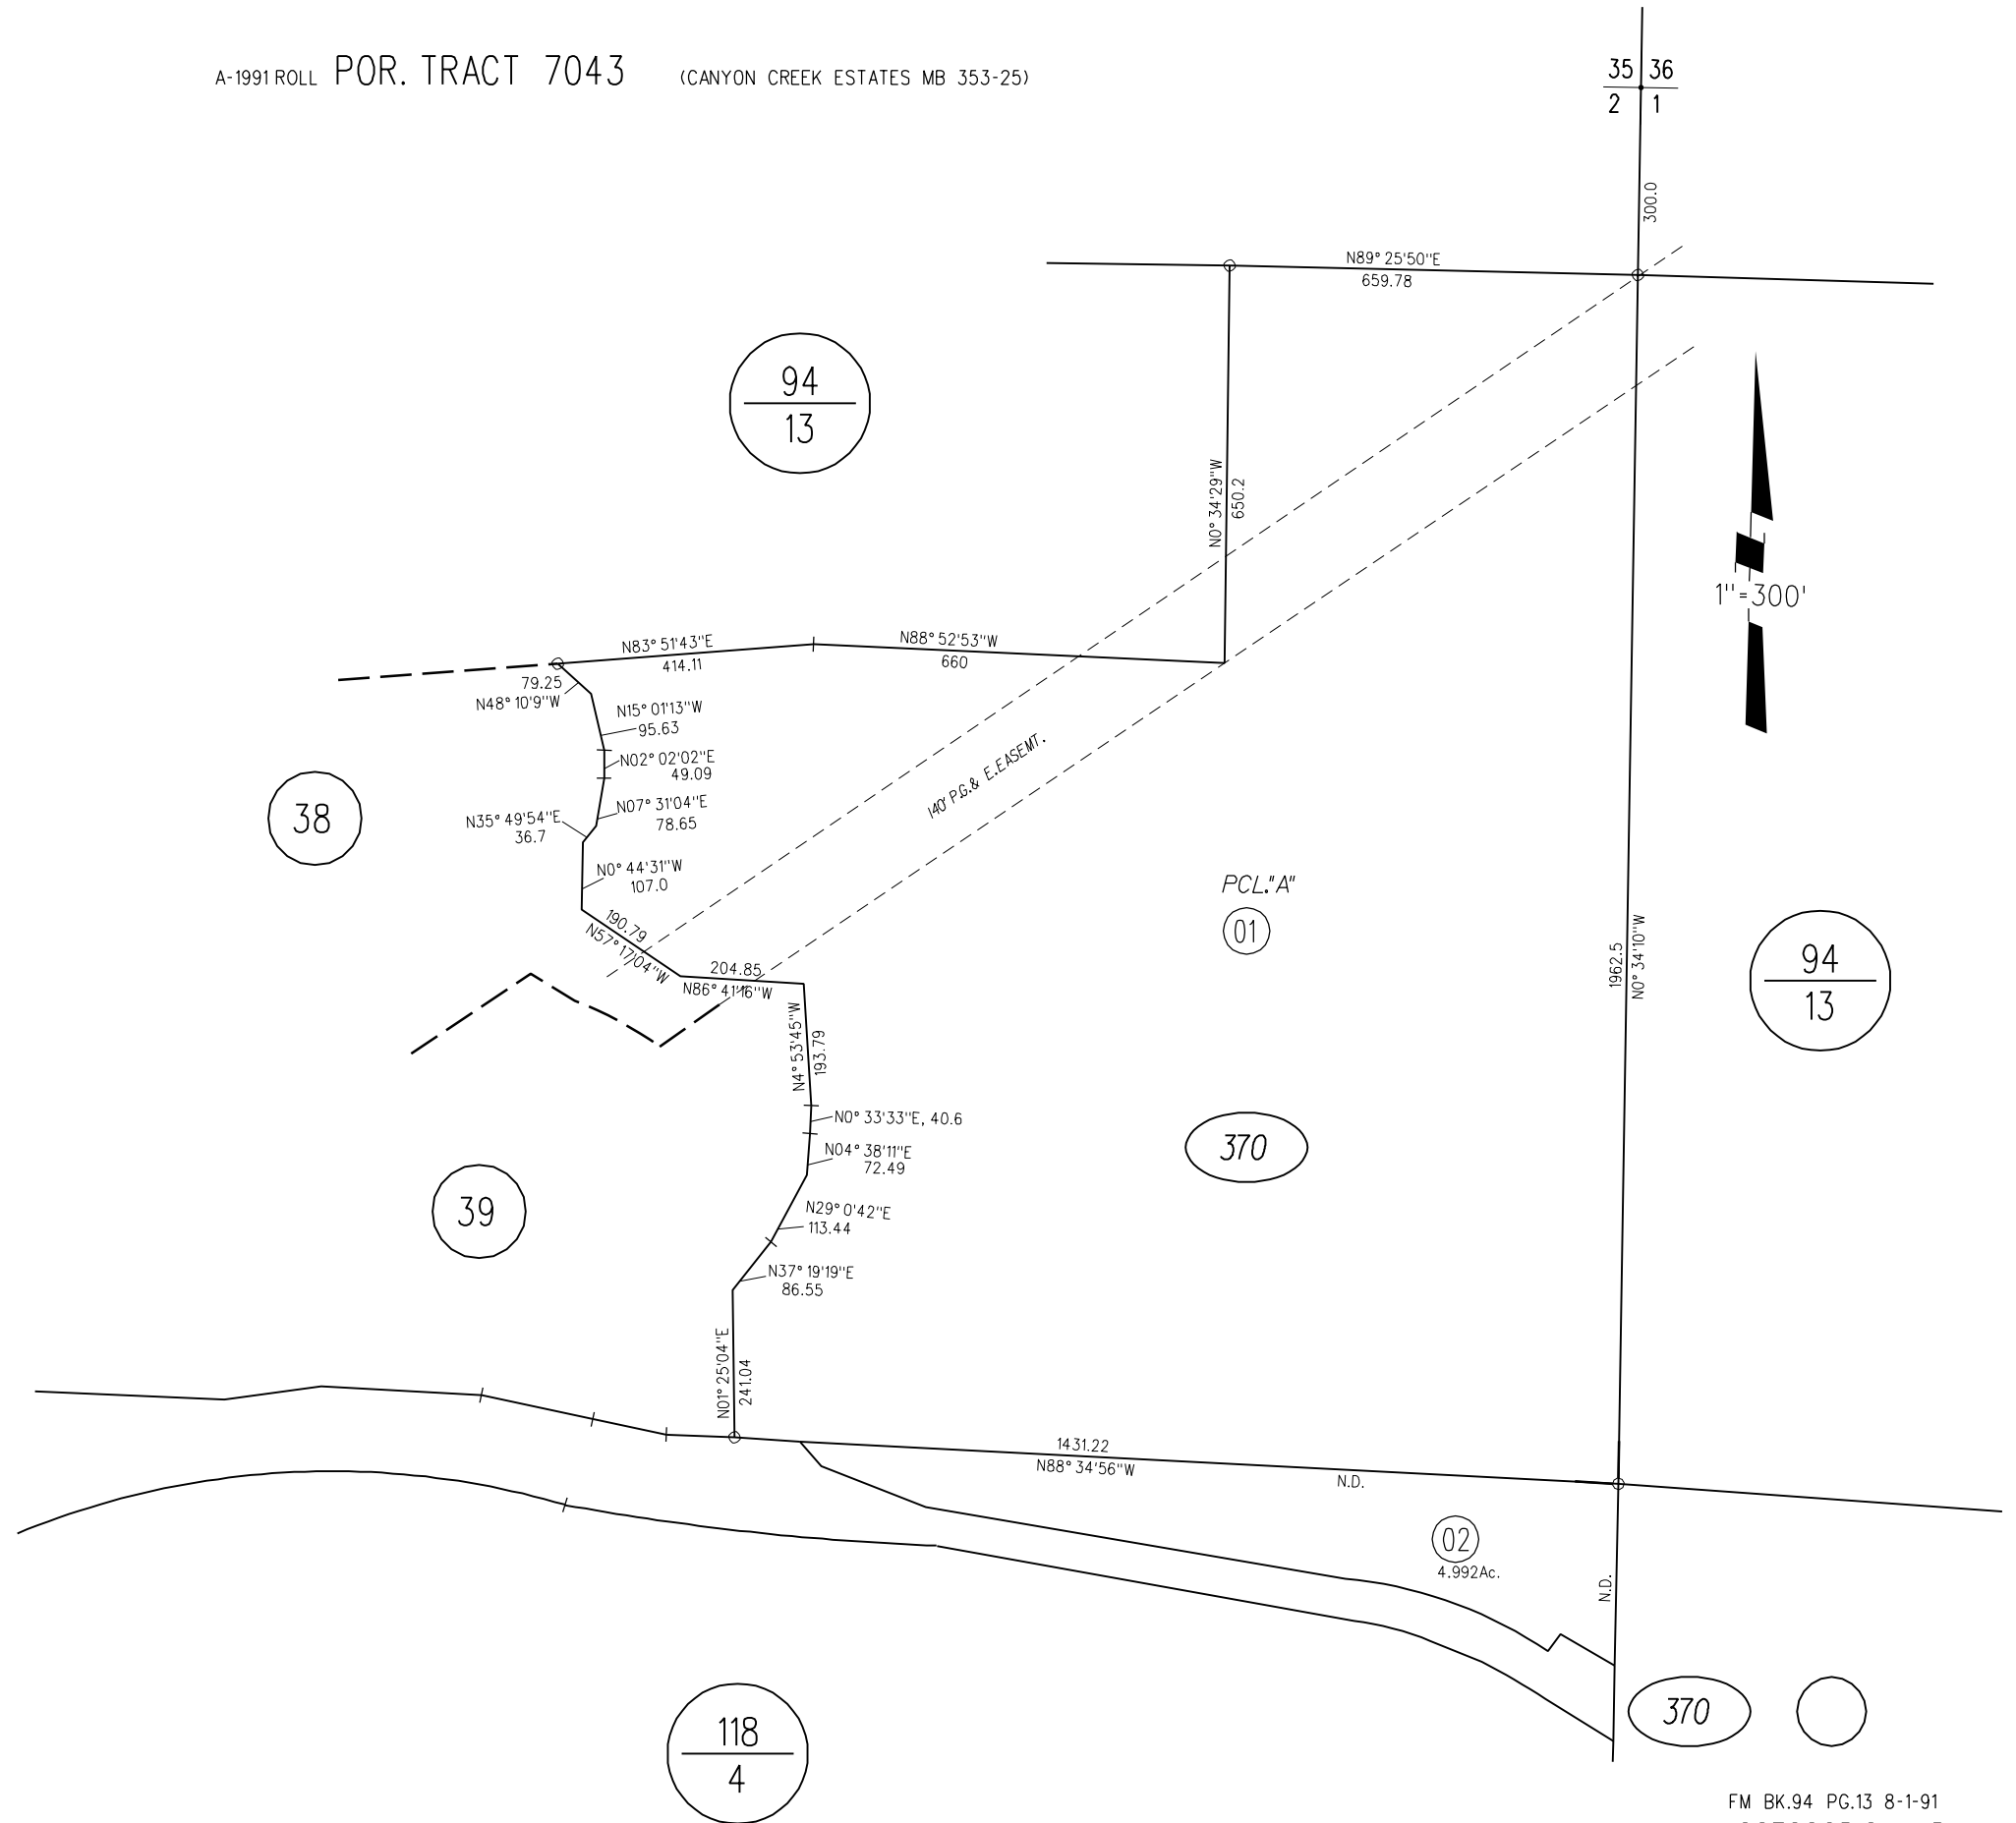 A-1991 ROLL POR. TRACT 7043 (CANYON CREEK ESTATES MB 353-25)
35 36
2 1
300.0
N89° 25'50"E
659.78
94
13
N0° 34'29"W
650.2
1"=300'
N83° 51'43"E
414.11
N88° 52'53"W
660
79.25
N48° 10'9"W
N15° 01'13"W
95.63
N02° 02'02"E
49.09
N07° 31'04"E
78.65
N35° 49'54"E
36.7
38
N0° 44'31"W
107.0
140' P.G.& E.EASEMT.
PCL."A"
01
190.79
N57° 17'04"W
204.85
N86° 41'16"W
1962.5
N0° 34'10"W
94
13
N4° 53'45"W
193.79
N0° 33'33"E, 40.6
N04° 38'11"E
72.49
370
39
N29° 0'42"E
113.44
N37° 19'19"E
86.55
N01° 25'04"E
241.04
1431.22
N88° 34'56"W
N.D.
02
4.992Ac.
N.D.
370
118
4
FM BK.94 PG.13 8-1-91